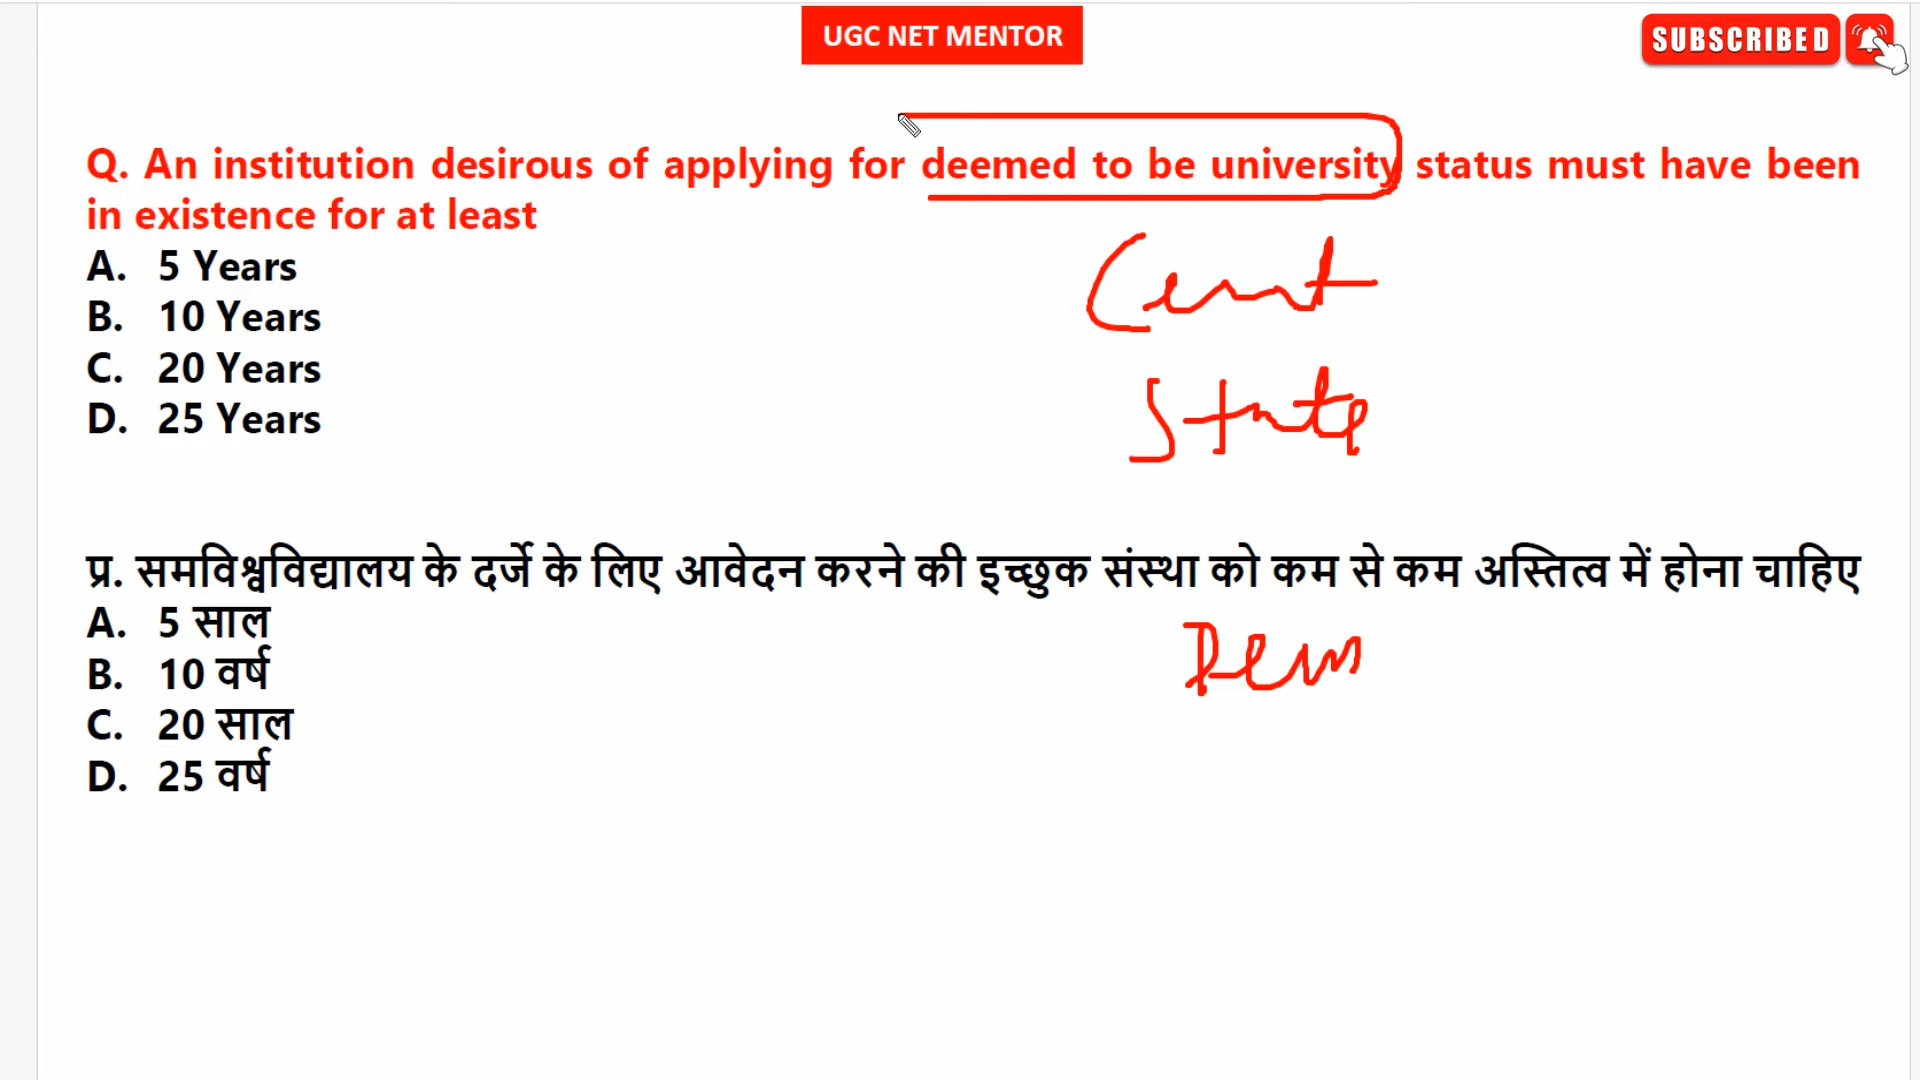 UGC NET MENTOR
SUBSCRIBED
Q. An institution desirous of applying for deemed to be university status must have been
in existence for at least
A. 5 Years
B. 10 Years
C. 20 Years
D. 25 Years
Cent
State
प्र. समविश्वविद्यालय के दर्जे के लिए आवेदन करने की इच्छुक संस्था को कम से कम अस्तित्व में होना चाहिए
A. 5 साल
B. 10 वर्ष
C. 20 साल
D. 25 वर्ष
Dem